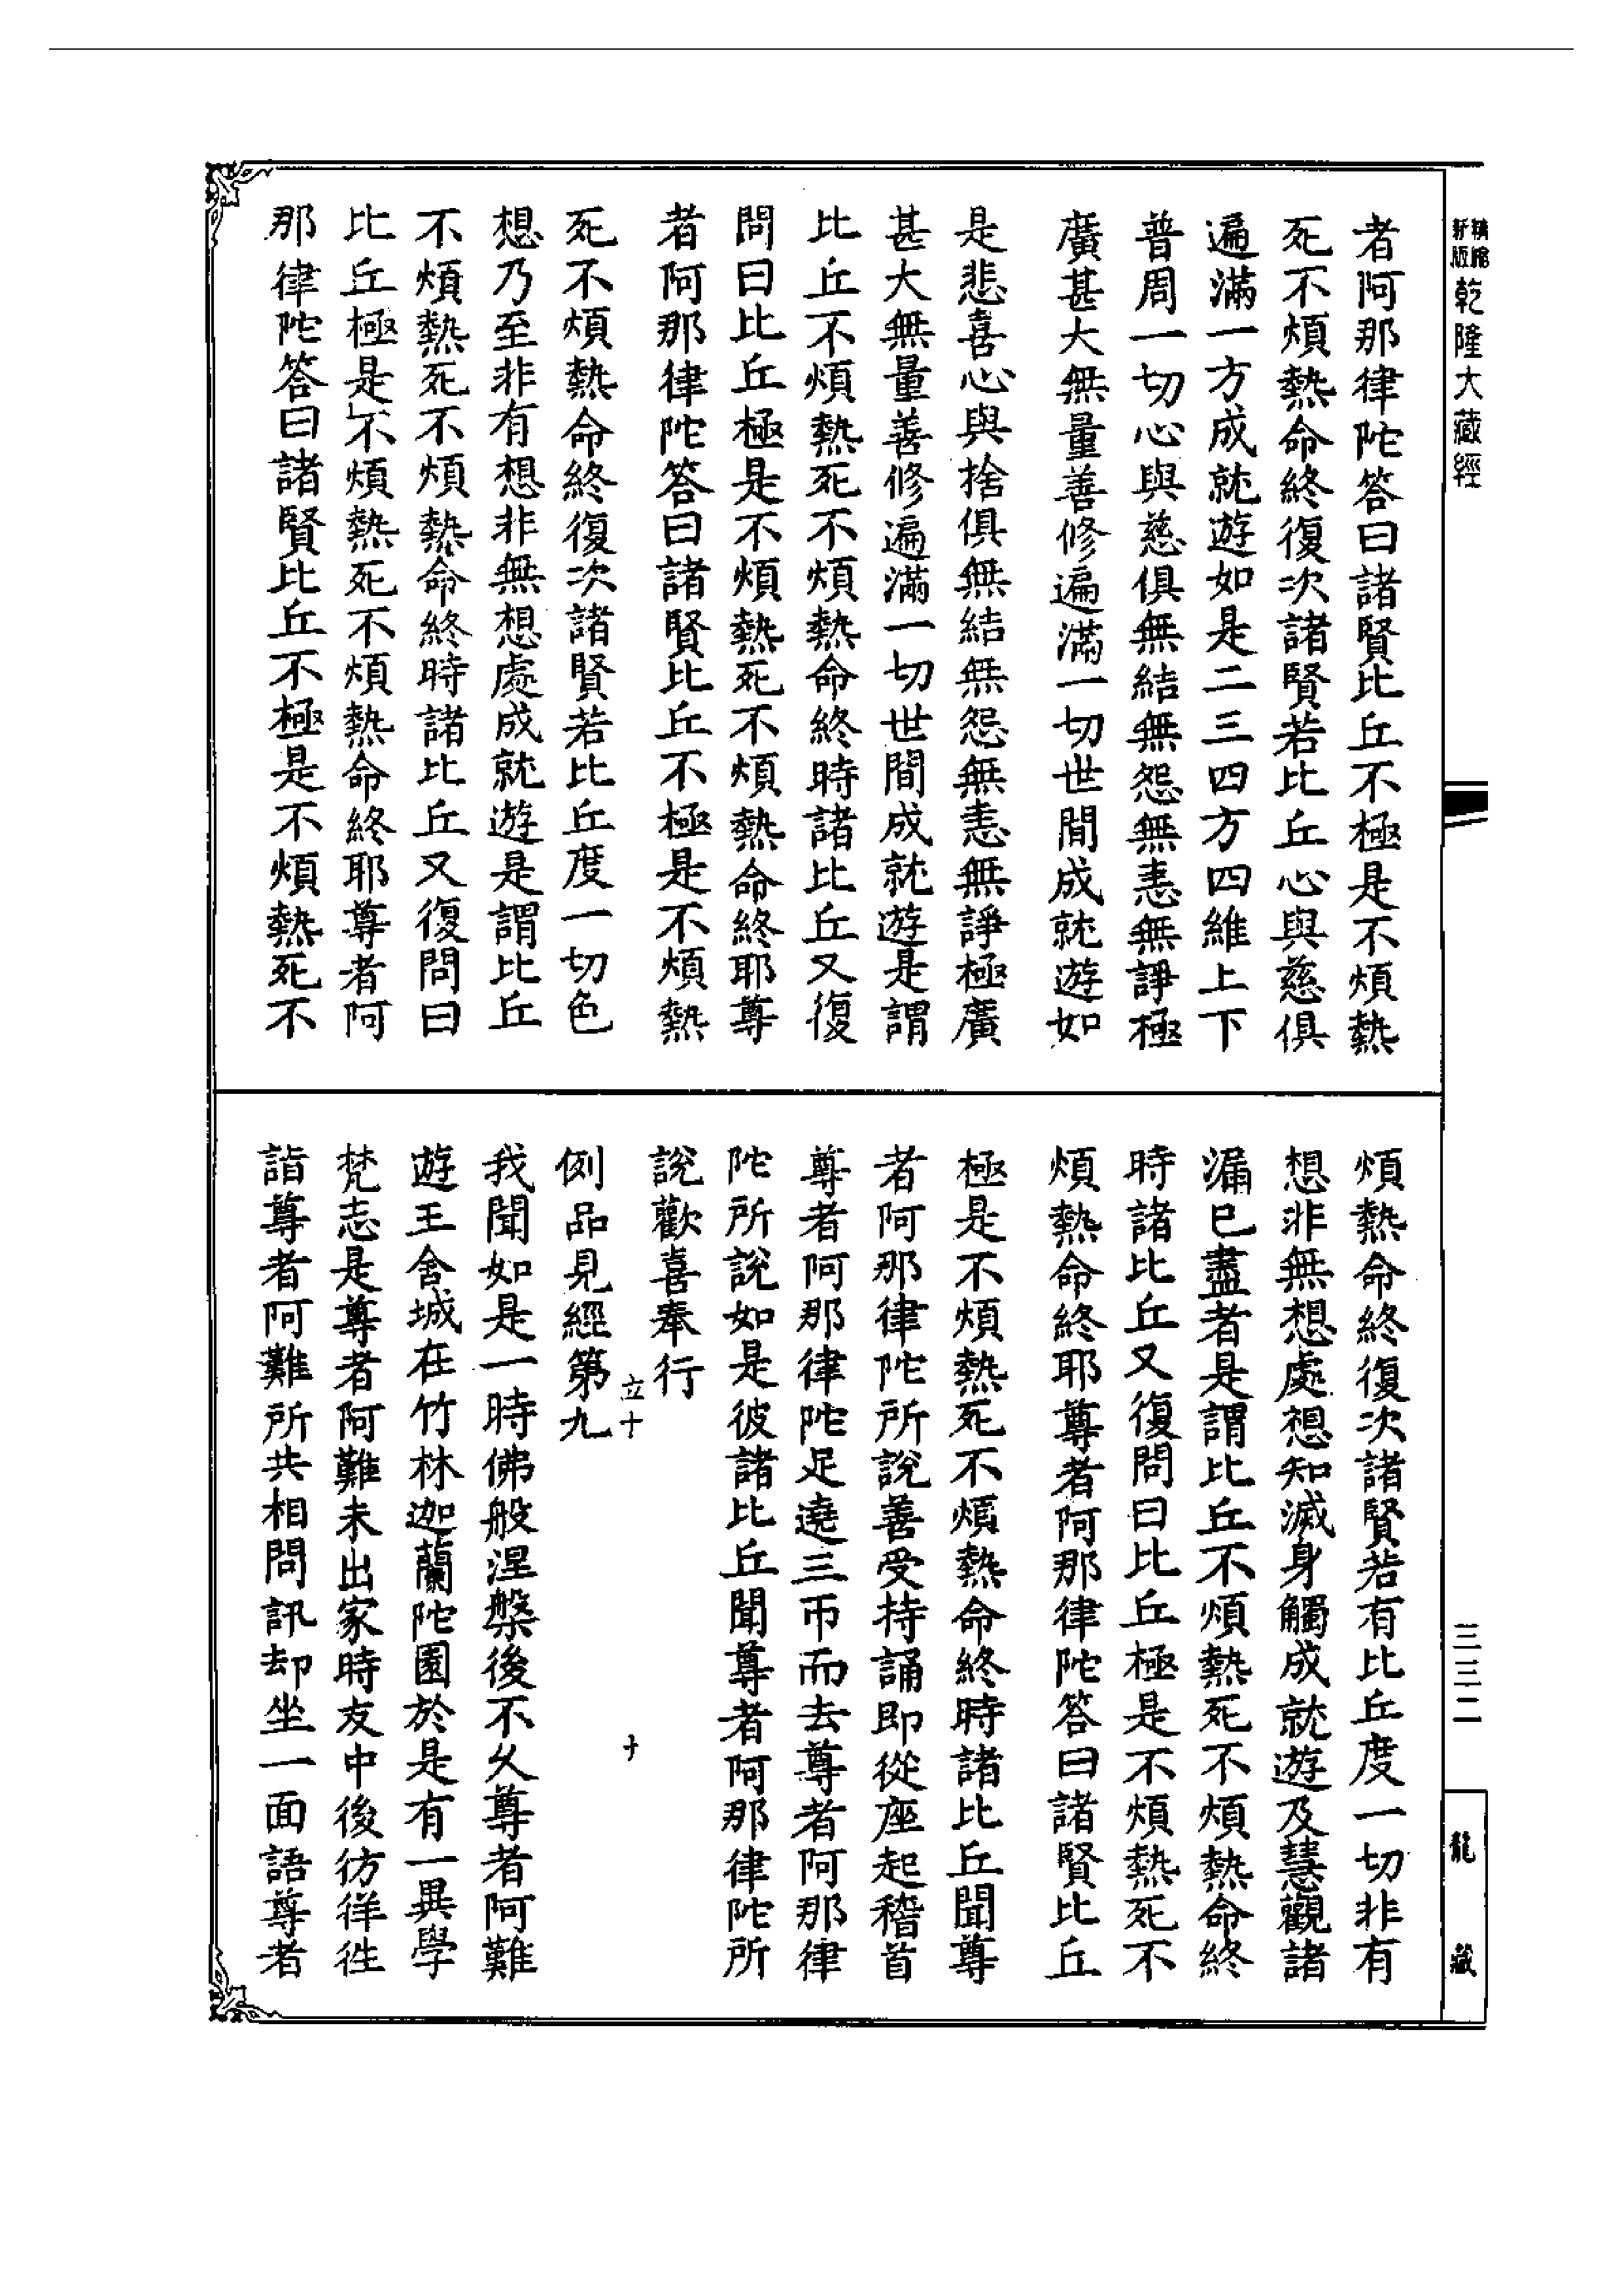 精縮新版乾隆大藏經
三三二
龍藏
者阿那律陀答曰諸賢比丘不極是不煩熱
死不煩熱命終復次諸賢若比丘心與慈俱
遍滿一方成就遊如是二三四方四維上下
普周一切心與慈俱無結無怨無恚無諍極
廣甚大無量善修遍滿一切世間成就遊如
是悲喜心與捨俱無結無怨無恚無諍極廣
甚大無量善修遍滿一切世間成就遊是謂
比丘不煩熱死不煩熱命終時諸比丘又復
問曰比丘極是不煩熱死不煩熱命終耶尊
者阿那律陀答曰諸賢比丘不極是不煩熱
死不煩熱命終復次諸賢若比丘度一切色
想乃至非有想非無想處成就遊是謂比丘
不煩熱死不煩熱命終時諸比丘又復問曰
比丘極是不煩熱死不煩熱命終耶尊者阿
那律陀答曰諸賢比丘不極是不煩熱死不
煩熱命終復次諸賢若有比丘度一切非有
想非無想處想知滅身觸成就遊及慧觀諸
漏已盡者是謂比丘不煩熱死不煩熱命終
時諸比丘又復問曰比丘極是不煩熱死不
煩熱命終耶尊者阿那律陀答曰諸賢比丘
極是不煩熱死不煩熱命終時諸比丘聞尊
者阿那律陀所說善受持誦即從座起稽首
尊者阿那律陀足遶三帀而去尊者阿那律
陀所說如是彼諸比丘聞尊者阿那律陀所
說歡喜奉行
立十
十
例品見經第九
我聞如是一時佛般涅槃後不久尊者阿難
遊王舍城在竹林迦蘭陀園於是有一異學
梵志是尊者阿難未出家時友中後彷徉往
詣尊者阿難所共相問訊却坐一面語尊者